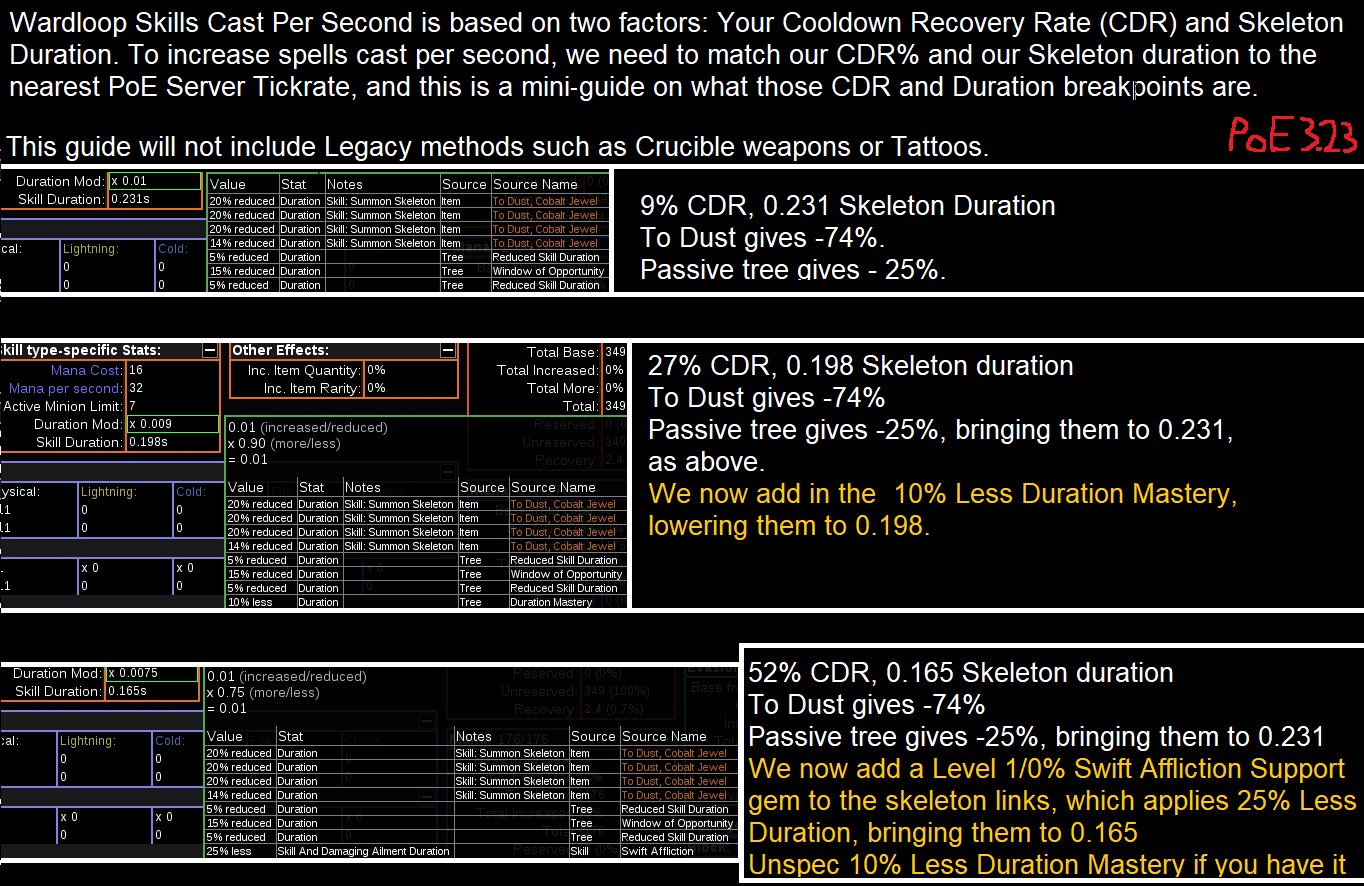 Wardloop Skills Cast Per Second is based on two factors: Your Cooldown Recovery Rate (CDR) and Skeleton
Duration. To increase spells cast per second, we need to match our CDR% and our Skeleton duration to the
nearest PoE Server Tickrate, and this is a mini-guide on what those CDR and Duration breakpoints are.
PoE 3.23
This guide will not include Legacy methods such as Crucible weapons or Tattoos.
Duration Mod: x 0.01
Skill Duration: 0.231s
cal: Lightning: Cold:
0 0
0 0
Value Stat Notes Source Source Name
20% reduced Duration Skill: Summon Skeleton Item To Dust, Cobalt Jewel
20% reduced Duration Skill: Summon Skeleton Item To Dust, Cobalt Jewel
20% reduced Duration Skill: Summon Skeleton Item To Dust, Cobalt Jewel
14% reduced Duration Skill: Summon Skeleton Item To Dust, Cobalt Jewel
5% reduced Duration Tree Reduced Skill Duration
15% reduced Duration Tree Window of Opportunity
5% reduced Duration Tree Reduced Skill Duration
9% CDR, 0.231 Skeleton Duration
To Dust gives -74%.
Passive tree gives - 25%.
kill type-specific Stats:
Mana Cost: 16
Mana per second: 32
Active Minion Limit: 7
Duration Mod: x 0.009
Skill Duration: 0.198s
Other Effects:
Inc. Item Quantity: 0%
Inc. Item Rarity: 0%
Total Base: 349
Total Increased: 0%
Total More: 0%
Total: 349
Reserved: 0 (0
Unreserved: 349
Recovery: 2.4
ysical: Lightning: Cold:
11 0 0
11 0 0
x 0 x 0
.1 0 0
0.01 (increased/reduced)
x 0.90 (more/less)
= 0.01
Value Stat Notes Source Source Name
20% reduced Duration Skill: Summon Skeleton Item To Dust, Cobalt Jewel
20% reduced Duration Skill: Summon Skeleton Item To Dust, Cobalt Jewel
20% reduced Duration Skill: Summon Skeleton Item To Dust, Cobalt Jewel
14% reduced Duration Skill: Summon Skeleton Item To Dust, Cobalt Jewel
5% reduced Duration Tree Reduced Skill Duration
15% reduced Duration Tree Window of Opportunity
5% reduced Duration Tree Reduced Skill Duration
10% less Duration Tree Duration Mastery
27% CDR, 0.198 Skeleton duration
To Dust gives -74%
Passive tree gives -25%, bringing them to 0.231,
as above.
We now add in the 10% Less Duration Mastery,
lowering them to 0.198.
Duration Mod: x 0.0075
Skill Duration: 0.165s
cal: Lightning: Cold:
0 0
0 0
x 0 x 0
0 0
0.01 (increased/reduced)
x 0.75 (more/less)
= 0.01
Reserved: 0 (0%)
Unreserved: 349 (100%)
Recovery: 2.4 (0.7%)
Value Stat Notes Source Source Name
20% reduced Duration Skill: Summon Skeleton Item To Dust, Cobalt Jewel
20% reduced Duration Skill: Summon Skeleton Item To Dust, Cobalt Jewel
20% reduced Duration Skill: Summon Skeleton Item To Dust, Cobalt Jewel
14% reduced Duration Skill: Summon Skeleton Item To Dust, Cobalt Jewel
5% reduced Duration Tree Reduced Skill Duration
15% reduced Duration Tree Window of Opportunity
5% reduced Duration Tree Reduced Skill Duration
25% less Skill And Damaging Ailment Duration Skill Swift Affliction
52% CDR, 0.165 Skeleton duration
To Dust gives -74%
Passive tree gives -25%, bringing them to 0.231
We now add a Level 1/0% Swift Affliction Support
gem to the skeleton links, which applies 25% Less
Duration, bringing them to 0.165
Unspec 10% Less Duration Mastery if you have it